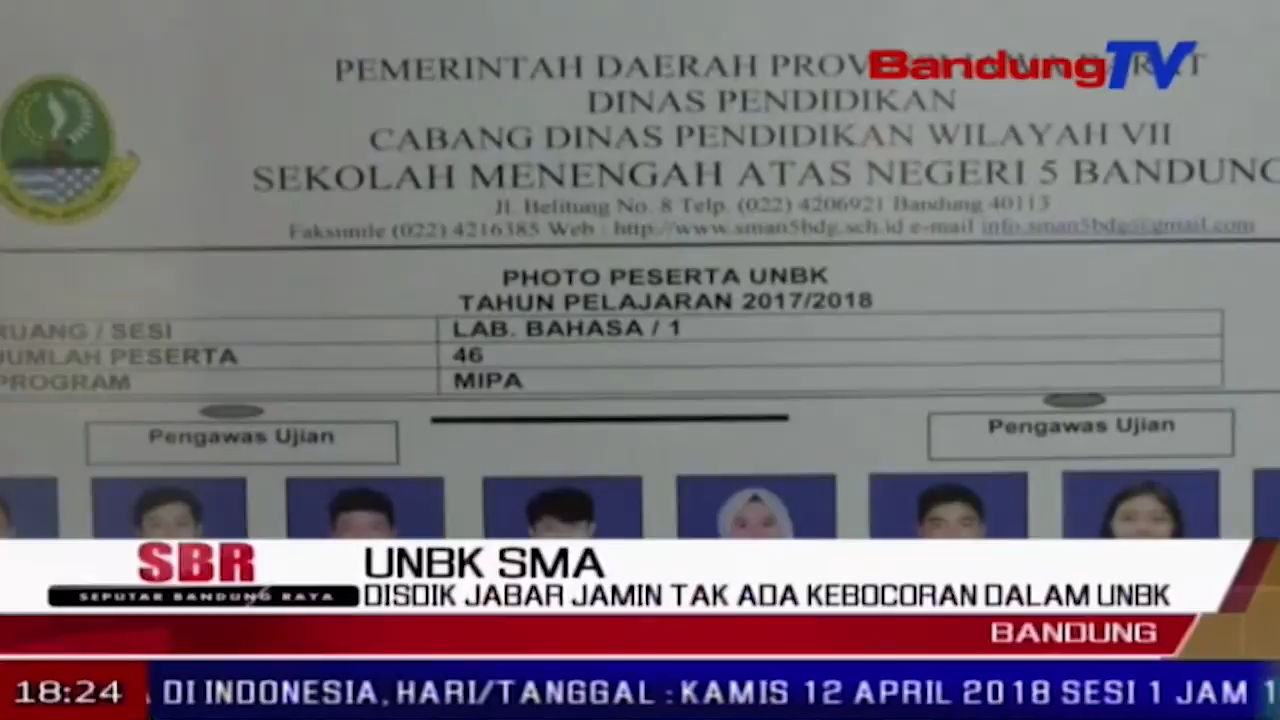 PEMERINTAH DAERAH PROV
BandungTV
DINAS PENDIDIKAN
CABANG DINAS PENDIDIKAN WILAYAH VII
SEKOLAH MENENGAH ATAS NEGERI 5 BANDUNG
Jl. Belitung No. 8 Telp. (022) 4206921 Bandung 40113
Faksimile (022) 4216385 Web : http://www.sman5bdg.sch.id e-mail info.sman5bdg@gmail.com
PHOTO PESERTA UNBK
TAHUN PELAJARAN 2017/2018
RUANG / SESI LAB. BAHASA / 1
JUMLAH PESERTA 46
PROGRAM MIPA
Pengawas Ujian Pengawas Ujian
SBR
SEPUTAR BANDUNG RAYA
UNBK SMA
DISDIK JABAR JAMIN TAK ADA KEBOCORAN DALAM UNBK
BANDUNG
18:24 A DI INDONESIA, HARI/TANGGAL : KAMIS 12 APRIL 2018 SESI 1 JAM 1